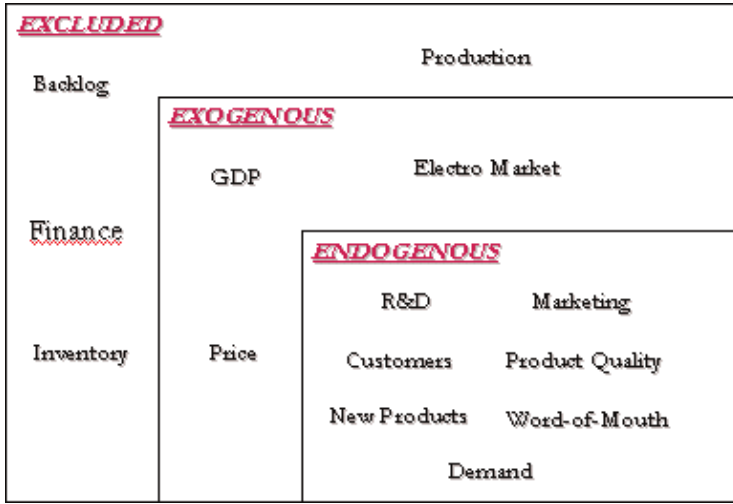 EXCLUDED
Production
Backlog
EXOGENOUS
GDP
Electro Market
Finance
ENDOGENOUS
R&D Marketing
Inventory
Price
Customers Product Quality
New Products Word-of-Mouth
Demand